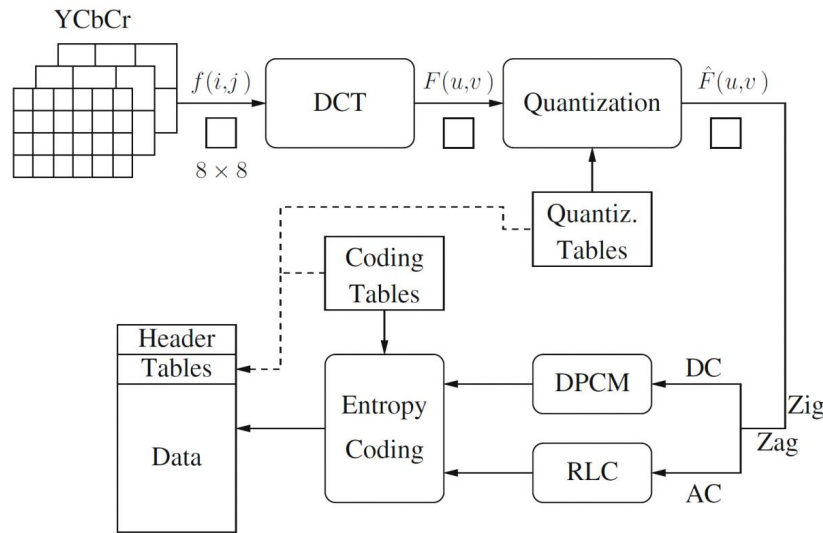 YCbCr
f(i,j)
8 × 8
DCT
F(u,v)
Quantization
F̂(u,v)
Quantiz.
Tables
Coding
Tables
Header
Tables
Data
Entropy
Coding
DPCM
DC
RLC
AC
Zig
Zag